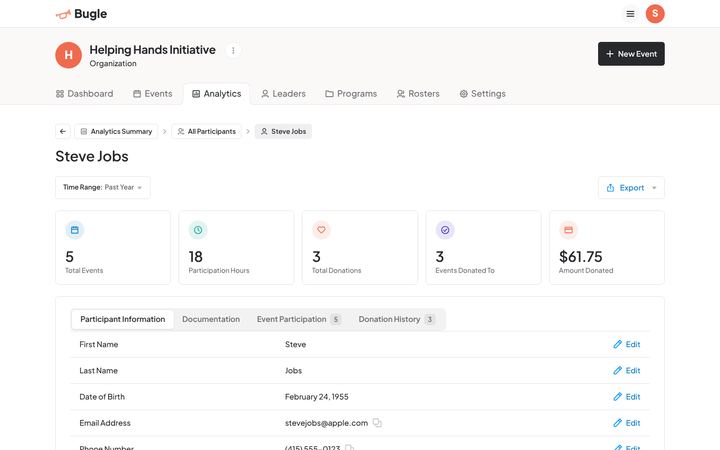 Bugle
S
H
Helping Hands Initiative
Organization
New Event
Dashboard Events Analytics Leaders Programs Rosters Settings
Analytics Summary All Participants Steve Jobs
Steve Jobs
Time Range: Past Year
Export
5 18 3 3 $61.75
Total Events Participation Hours Total Donations Events Donated To Amount Donated
Participant Information Documentation Event Participation 5 Donation History 3
First Name Steve Edit
Last Name Jobs Edit
Date of Birth February 24, 1955 Edit
Email Address stevejobs@apple.com Edit
Phone Number (415) 555-0123 Edit